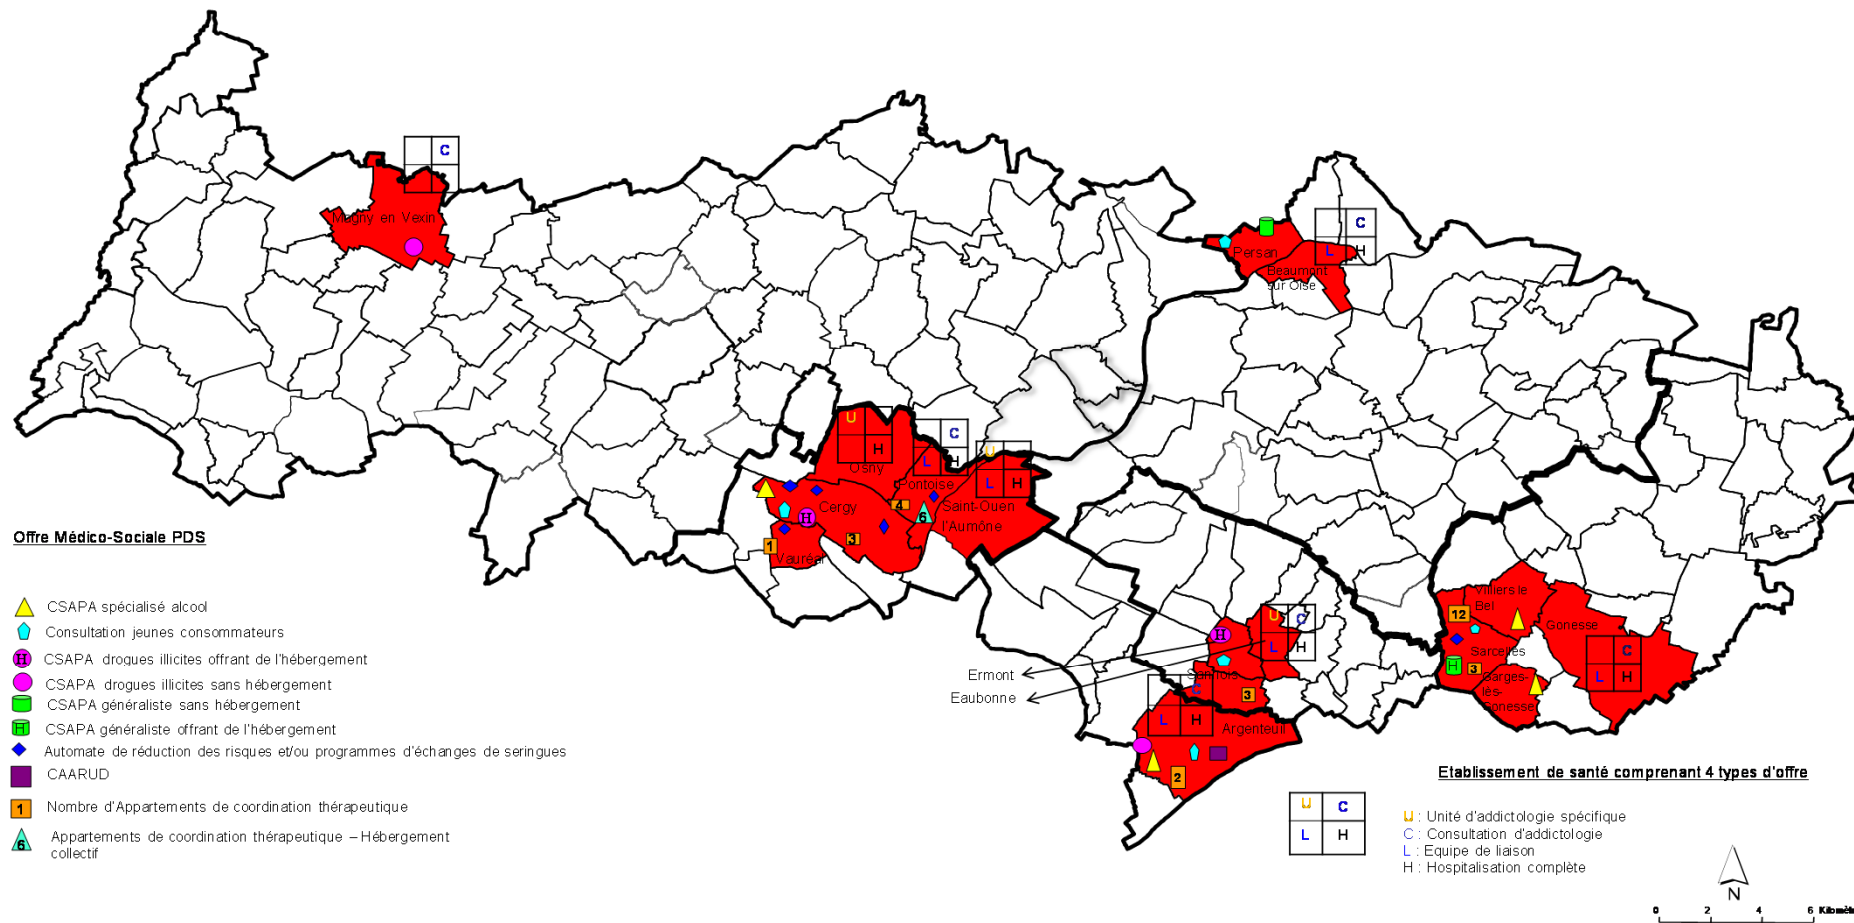 C
Magny en Vexin
C
L H
Persan
Beaumont
sur Oise
U
H
Osny
C
L H
Pontoise
U
L H
Saint-Ouen
l'Aumône
4
6
Cergy
H
3
1
Vauréal
Offre Médico-Sociale PDS
CSAPA spécialisé alcool
Consultation jeunes consommateurs
H CSAPA drogues illicites offrant de l'hébergement
CSAPA drogues illicites sans hébergement
CSAPA généraliste sans hébergement
H CSAPA généraliste offrant de l'hébergement
Automate de réduction des risques et/ou programmes d'échanges de seringues
CAARUD
1 Nombre d'Appartements de coordination thérapeutique
6 Appartements de coordination thérapeutique – Hébergement
collectif
U C
L H
H
Ermont
Eaubonne
Sannois
3
C
L H
Argenteuil
2
Villiers le
Bel
12
Gonesse
Sarcelles
H
3
Garges-
lès-
Gonesse
C
L H
Etablissement de santé comprenant 4 types d'offre
U C
L H
U : Unité d'addictologie spécifique
C : Consultation d'addictologie
L : Equipe de liaison
H : Hospitalisation complète
N
0 2 4 6